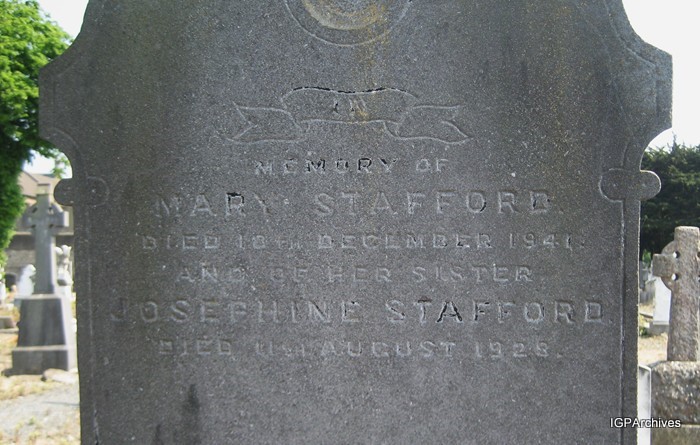 IN
MEMORY OF
MARY STAFFORD
DIED 18TH DECEMBER 1941.
AND OF HER SISTER
JOSEPHINE STAFFORD
DIED 11TH AUGUST 1928.
IGPArchives